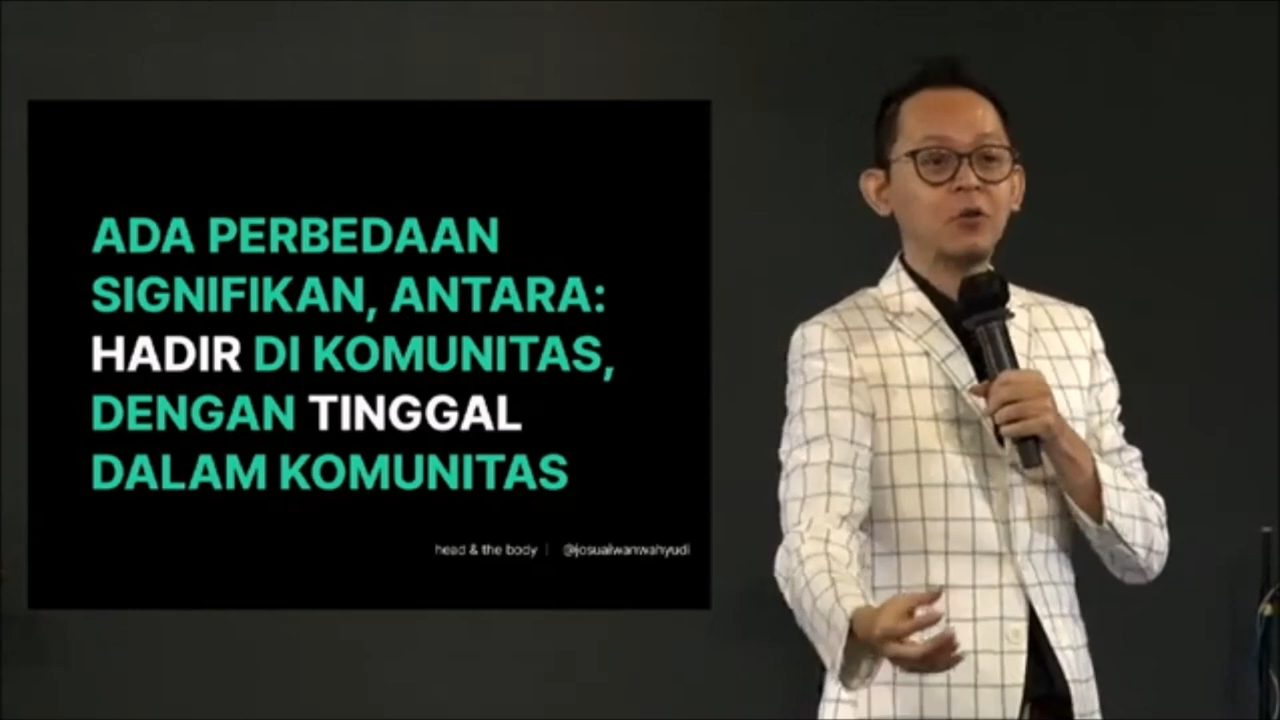 ADA PERBEDAAN
SIGNIFIKAN, ANTARA:
HADIR DI KOMUNITAS,
DENGAN TINGGAL
DALAM KOMUNITAS
head & the body | @josuaiwanwahyudi